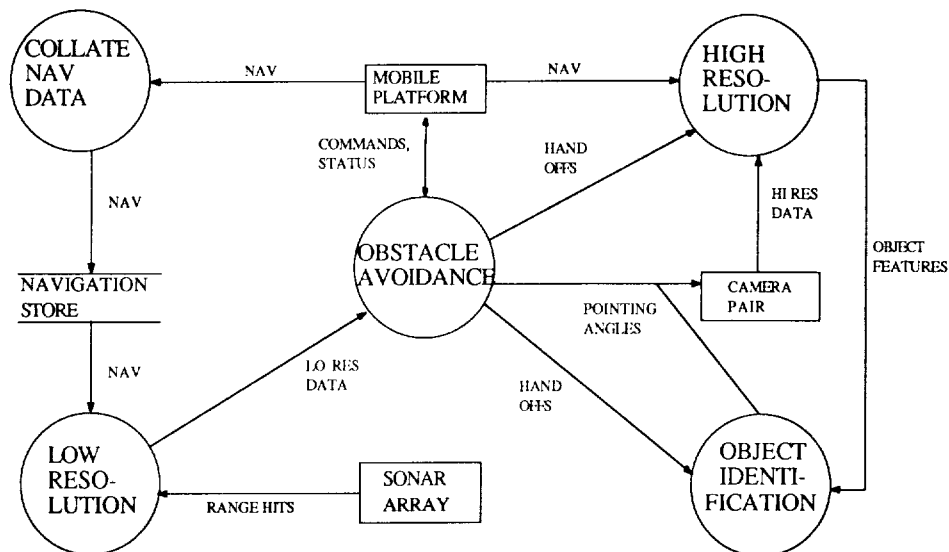 COLLATE
NAV
DATA
NAV
MOBILE
PLATFORM
NAV
HIGH
RESO-
LUTION
COMMANDS,
STATUS
HAND
OFFS
NAV
HI RES
DATA
OBJECT
FEATURES
OBSTACLE
AVOIDANCE
NAVIGATION
STORE
CAMERA
PAIR
POINTING
ANGLES
NAV
LO RES
DATA
HAND
OFFS
LOW
RESO-
LUTION
RANGE HITS
SONAR
ARRAY
OBJECT
IDENTI-
FICATION